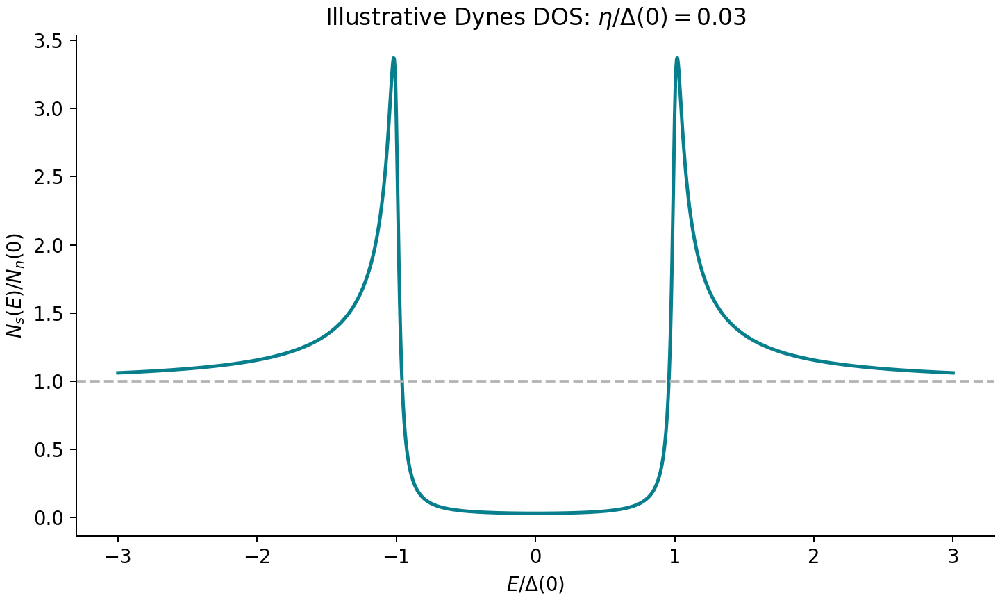 Illustrative Dynes DOS: η/Δ(0) = 0.03
3.5
3.0
2.5
2.0
1.5
1.0
0.5
0.0
N_s(E)/N_n(0)
−3 −2 −1 0 1 2 3
E/Δ(0)